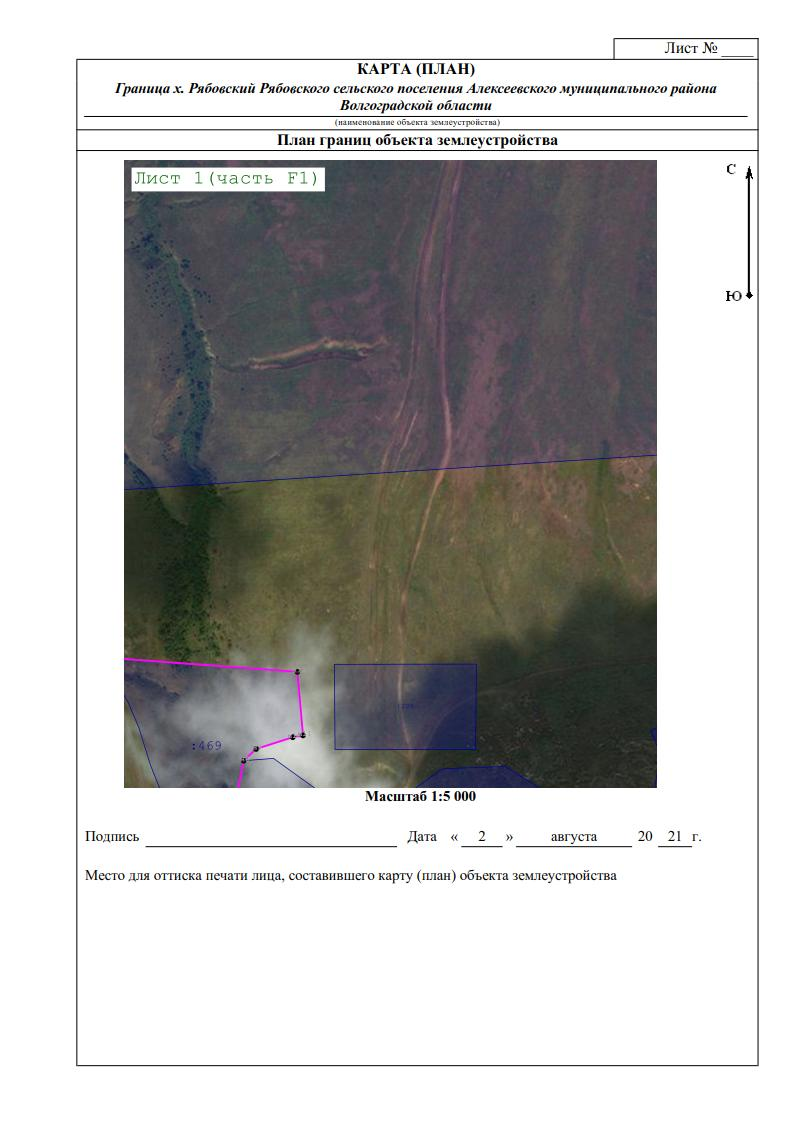 Лист № ____
КАРТА (ПЛАН)
Граница х. Рябовский Рябовского сельского поселения Алексеевского муниципального района
Волгоградской области
(наименование объекта землеустройства)
План границ объекта землеустройства
Лист 1(часть F1)
С
Ю
:469
Масштаб 1:5 000
Подпись Дата « 2 » августа 20 21 г.
Место для оттиска печати лица, составившего карту (план) объекта землеустройства